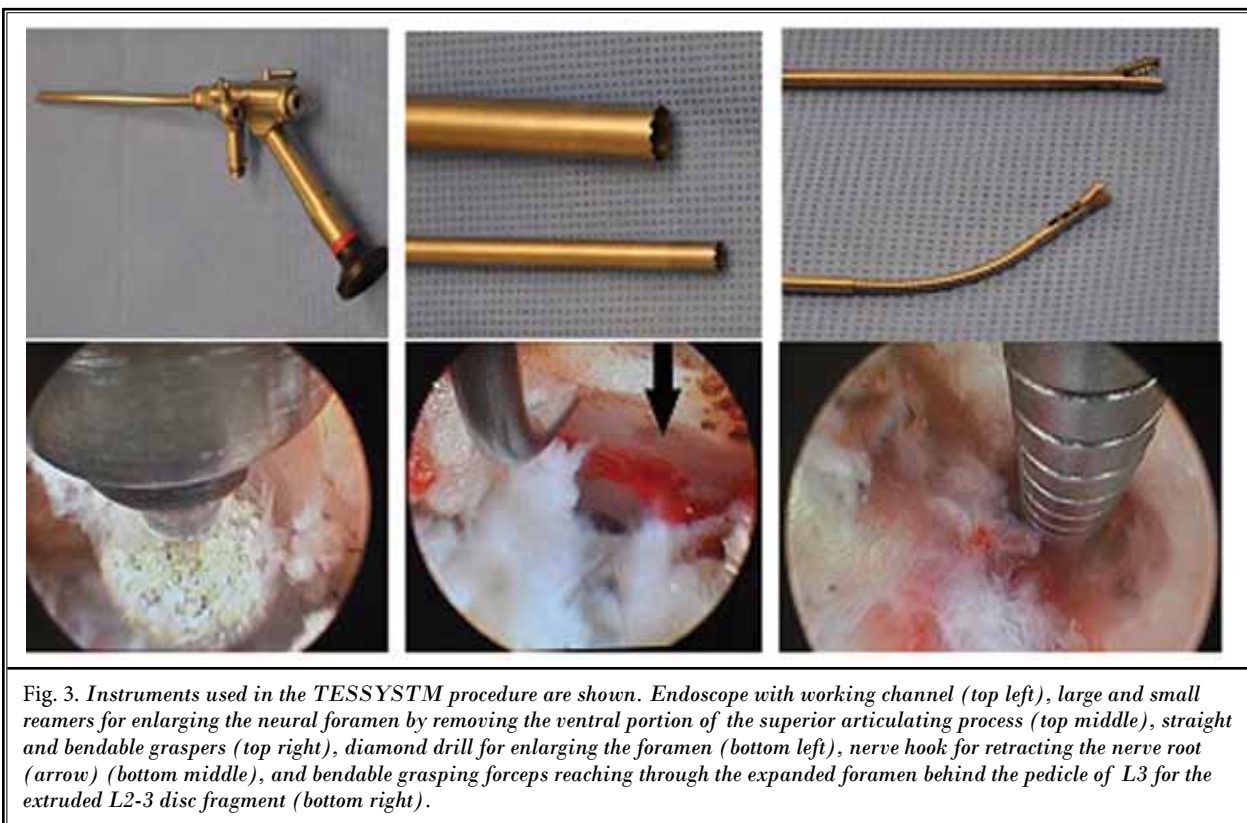 Fig. 3. Instruments used in the TESSYSTM procedure are shown. Endoscope with working channel (top left), large and small
reamers for enlarging the neural foramen by removing the ventral portion of the superior articulating process (top middle), straight
and bendable graspers (top right), diamond drill for enlarging the foramen (bottom left), nerve hook for retracting the nerve root
(arrow) (bottom middle), and bendable grasping forceps reaching through the expanded foramen behind the pedicle of L3 for the
extruded L2-3 disc fragment (bottom right).